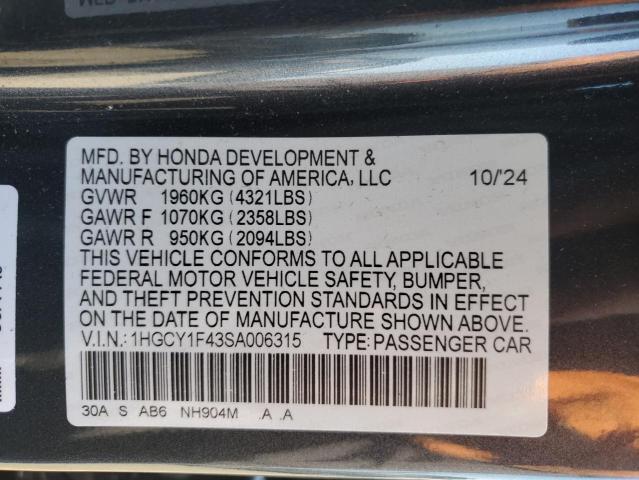 MFD. BY HONDA DEVELOPMENT &
MANUFACTURING OF AMERICA, LLC 10/'24
GVWR 1960KG (4321LBS)
GAWR F 1070KG (2358LBS)
GAWR R 950KG (2094LBS)
THIS VEHICLE CONFORMS TO ALL APPLICABLE
FEDERAL MOTOR VEHICLE SAFETY, BUMPER,
AND THEFT PREVENTION STANDARDS IN EFFECT
ON THE DATE OF MANUFACTURE SHOWN ABOVE.
V.I.N.:1HGCY1F43SA006315 TYPE:PASSENGER CAR
30A S AB6 NH904M .A .A